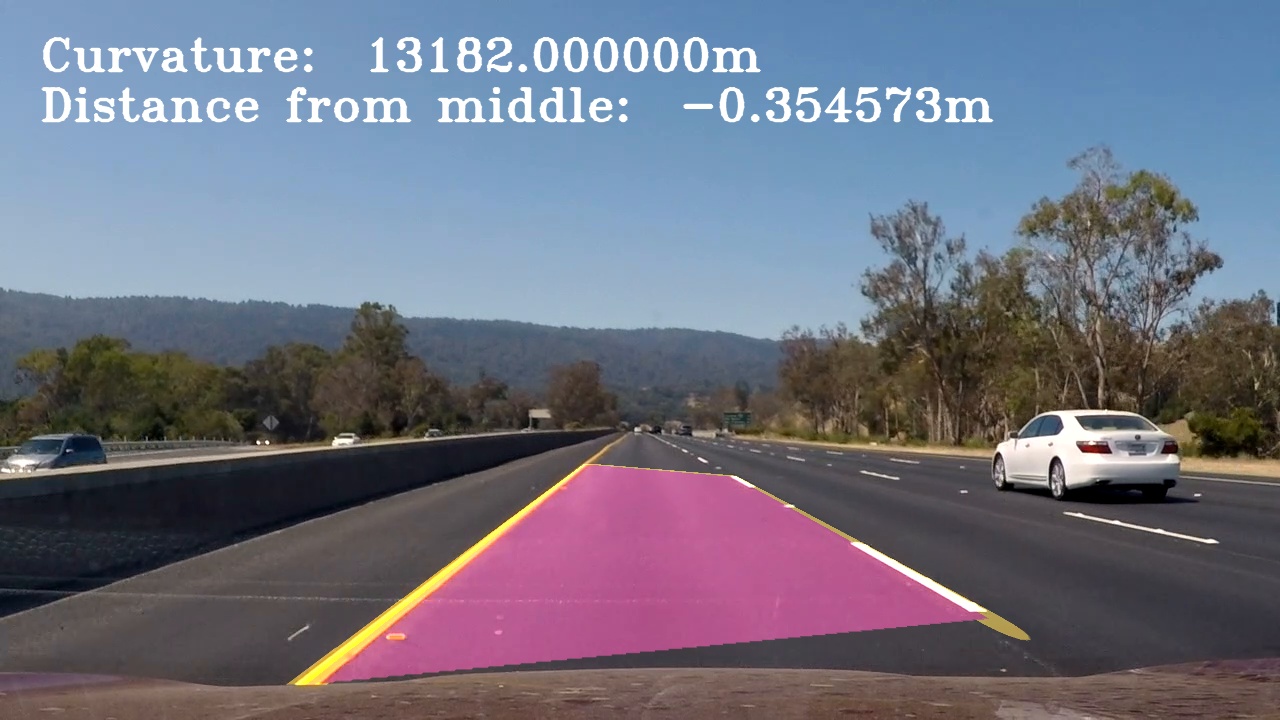 Curvature: 13182.000000m
Distance from middle: -0.354573m